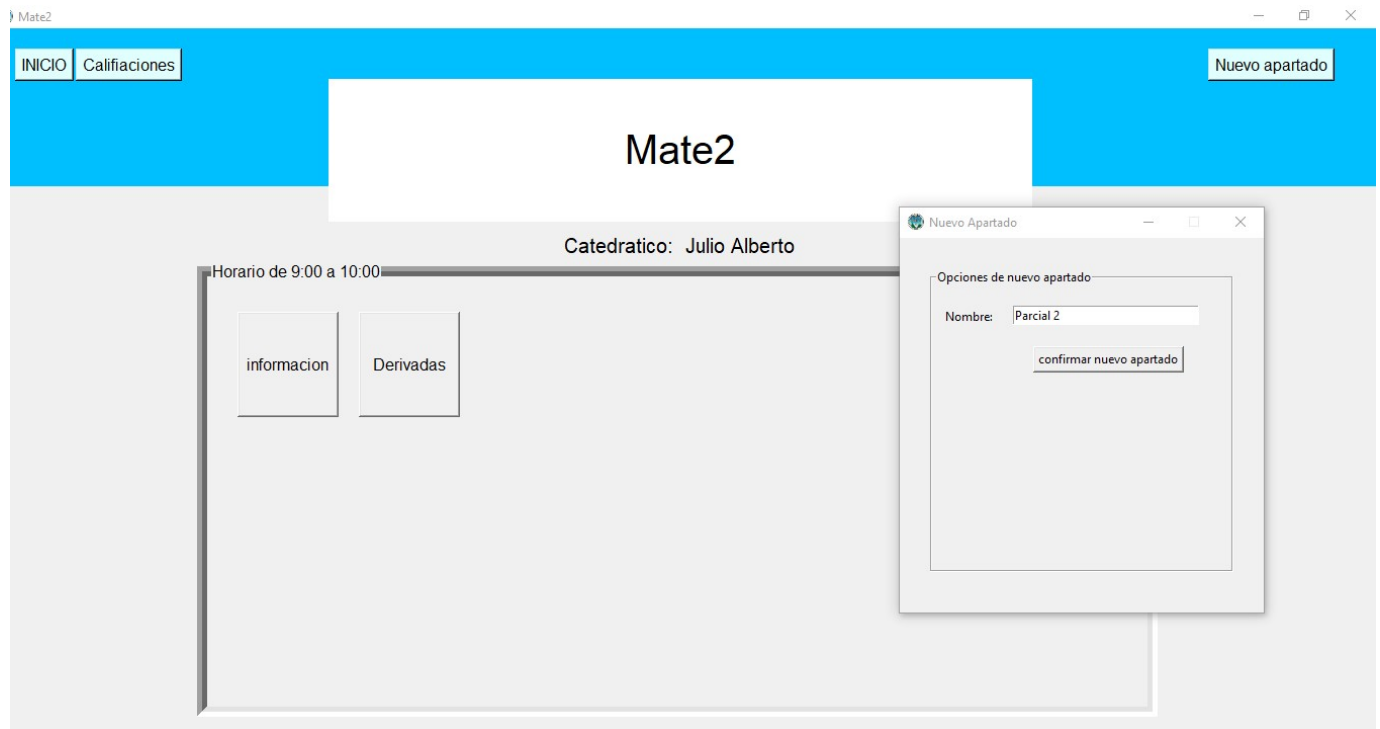 Mate2
INICIO Califiaciones Nuevo apartado
Mate2
Catedratico: Julio Alberto
Horario de 9:00 a 10:00
informacion Derivadas
Nuevo Apartado
Opciones de nuevo apartado
Nombre: Parcial 2
confirmar nuevo apartado